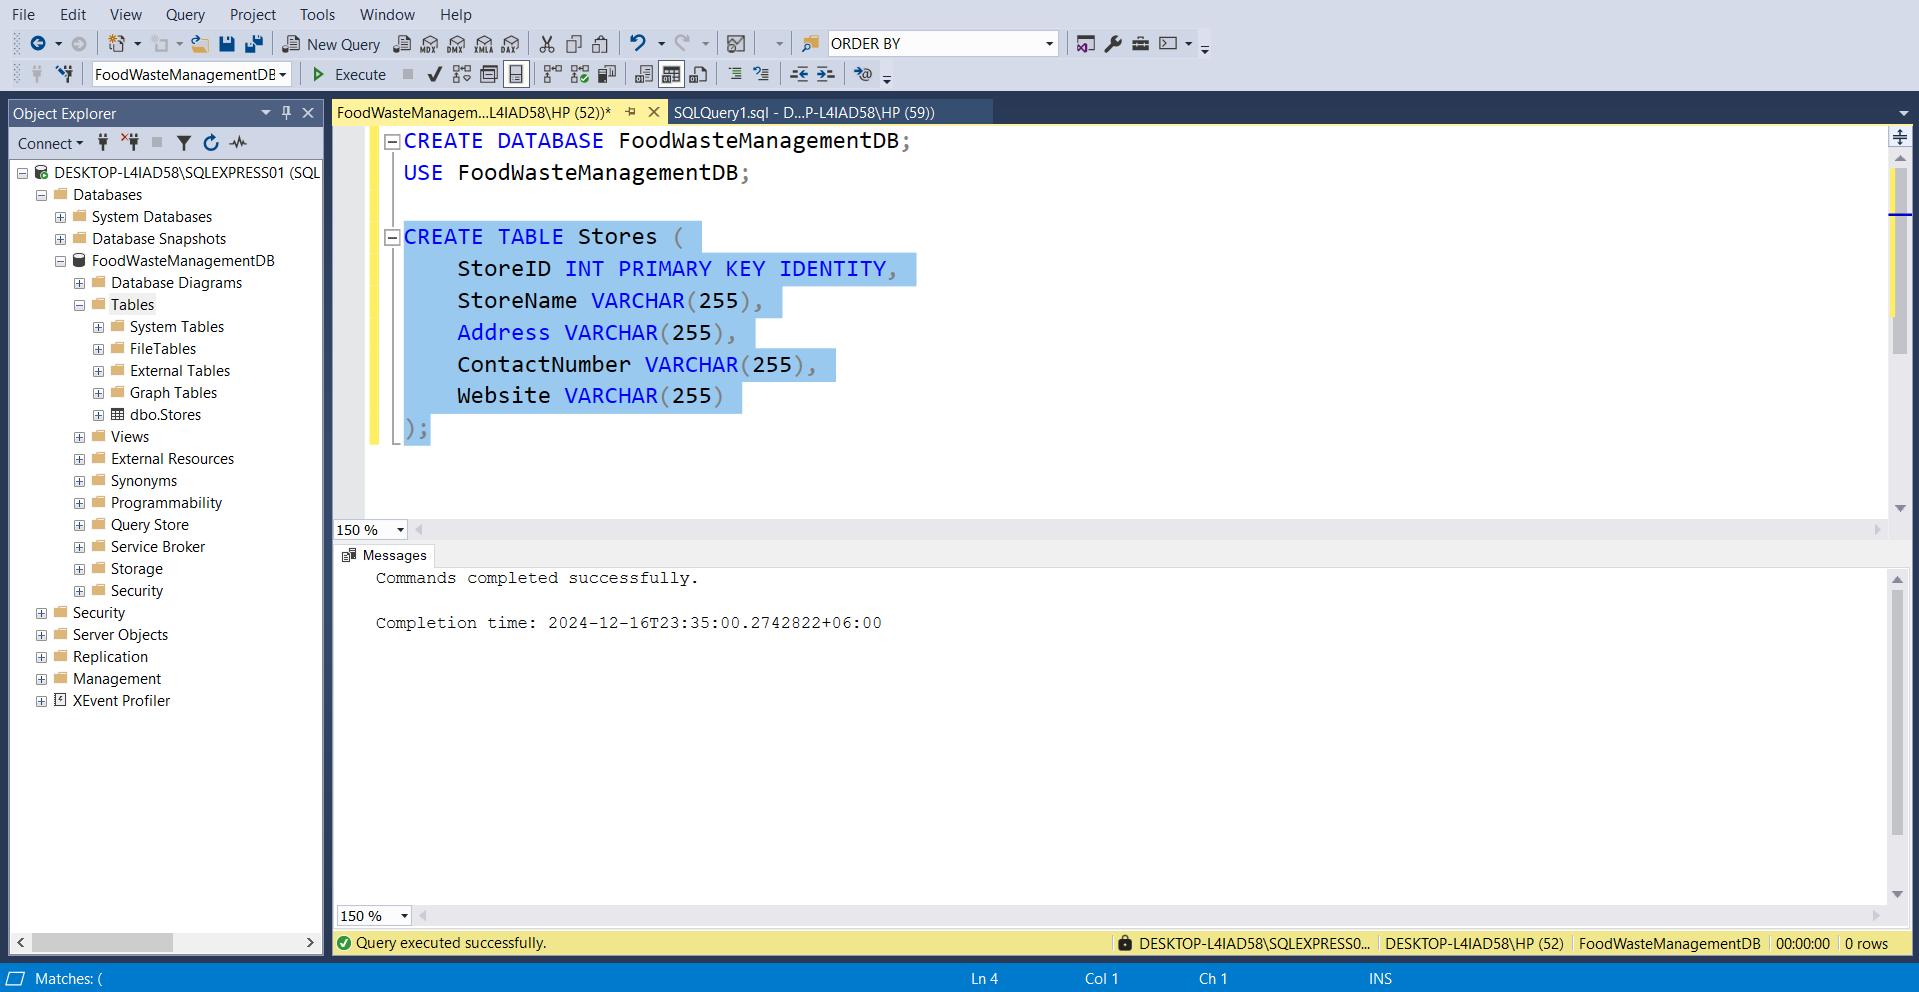 File Edit View Query Project Tools Window Help
New Query MDX DMX XMLA DAX ORDER BY
FoodWasteManagementDB Execute
Object Explorer
Connect
DESKTOP-L4IAD58\SQLEXPRESS01 (SQL
Databases
System Databases
Database Snapshots
FoodWasteManagementDB
Database Diagrams
Tables
System Tables
FileTables
External Tables
Graph Tables
dbo.Stores
Views
External Resources
Synonyms
Programmability
Query Store
Service Broker
Storage
Security
Security
Server Objects
Replication
Management
XEvent Profiler
FoodWasteManagem...L4IAD58\HP (52))* SQLQuery1.sql - D...P-L4IAD58\HP (59))
CREATE DATABASE FoodWasteManagementDB;
USE FoodWasteManagementDB;
CREATE TABLE Stores (
StoreID INT PRIMARY KEY IDENTITY,
StoreName VARCHAR(255),
Address VARCHAR(255),
ContactNumber VARCHAR(255),
Website VARCHAR(255)
);
150 %
Messages
Commands completed successfully.
Completion time: 2024-12-16T23:35:00.2742822+06:00
150 %
Query executed successfully. DESKTOP-L4IAD58\SQLEXPRESS0... DESKTOP-L4IAD58\HP (52) FoodWasteManagementDB 00:00:00 0 rows
Matches: ( Ln 4 Col 1 Ch 1 INS